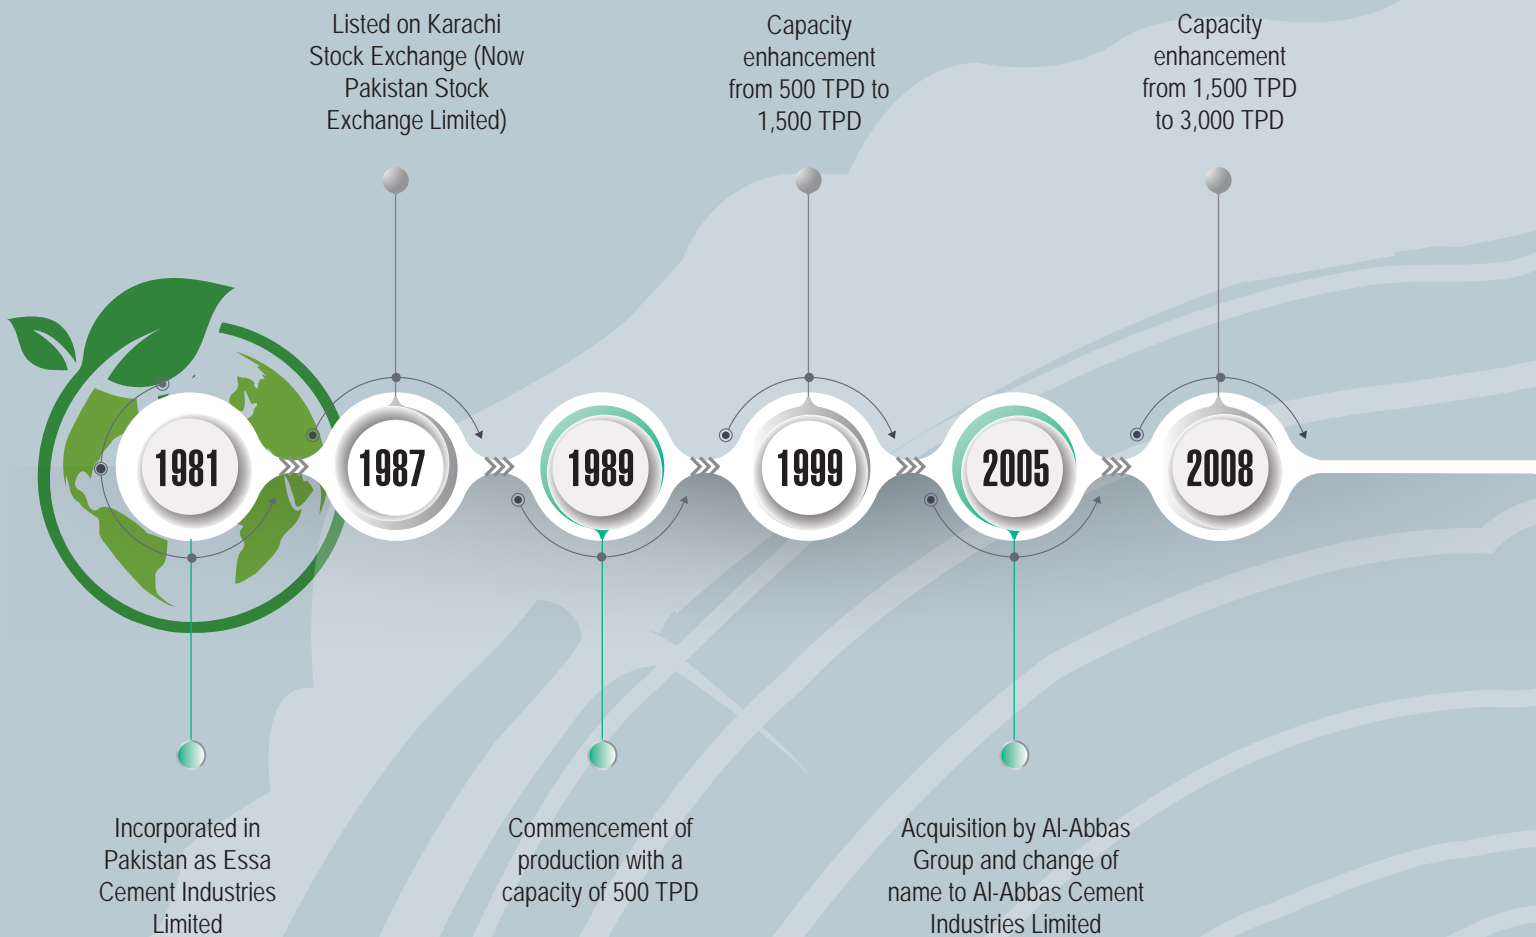 Listed on Karachi
Stock Exchange (Now
Pakistan Stock
Exchange Limited)
Capacity
enhancement
from 500 TPD to
1,500 TPD
Capacity
enhancement
from 1,500 TPD
to 3,000 TPD
1981
1987
1989
1999
2005
2008
Incorporated in
Pakistan as Essa
Cement Industries
Limited
Commencement of
production with a
capacity of 500 TPD
Acquisition by Al-Abbas
Group and change of
name to Al-Abbas Cement
Industries Limited